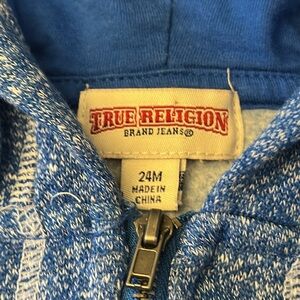 TRUE RELIGION
BRAND JEANS®
24M
MADE IN
CHINA